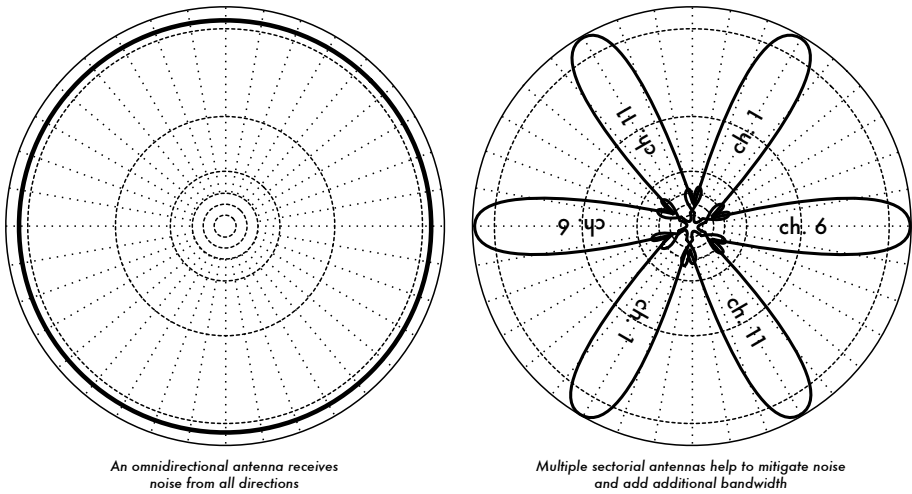 ch. 11
ch. 1
ch. 6
ch. 6
ch. 1
ch. 11
An omnidirectional antenna receives
noise from all directions
Multiple sectorial antennas help to mitigate noise
and add additional bandwidth